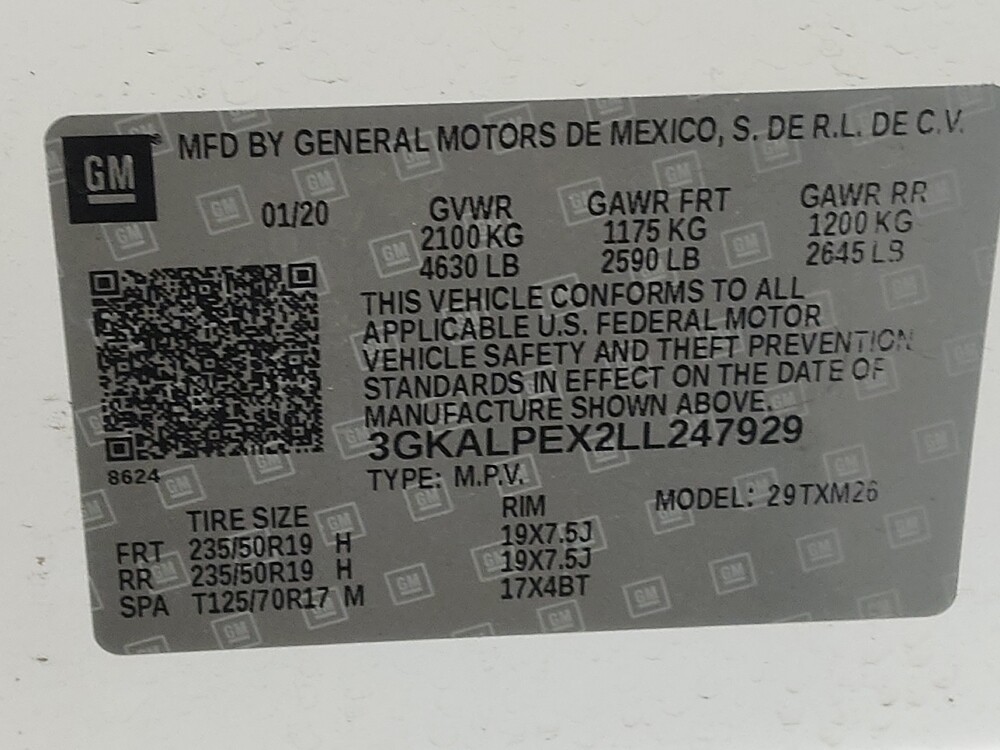 GM® MFD BY GENERAL MOTORS DE MEXICO, S. DE R.L. DE C.V.
01/20 GVWR GAWR FRT GAWR RR
2100 KG 1175 KG 1200 KG
4630 LB 2590 LB 2645 LB
THIS VEHICLE CONFORMS TO ALL
APPLICABLE U.S. FEDERAL MOTOR
VEHICLE SAFETY AND THEFT PREVENTION
STANDARDS IN EFFECT ON THE DATE OF
MANUFACTURE SHOWN ABOVE.
3GKALPEX2LL247929
8624
TYPE: M.P.V. MODEL: 29TXM26
TIRE SIZE RIM
FRT 235/50R19 H 19X7.5J
RR 235/50R19 H 19X7.5J
SPA T125/70R17 M 17X4BT